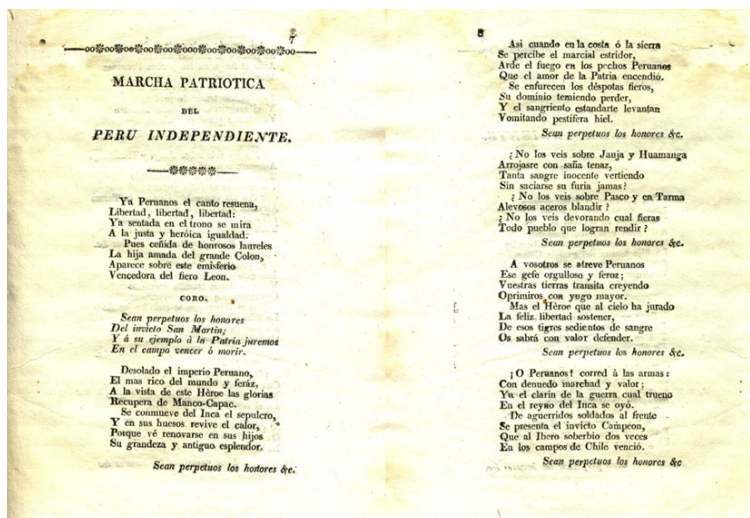 7
MARCHA PATRIOTICA
DEL
PERU INDEPENDIENTE.
Ya Peruanos el canto resuena,
Libertad, libertad, libertad:
Ya sentada en el trono se mira
A la justa y heróica igualdad.
Pues ceñida de honrosos laureles
La hija amada del grande Colon,
Aparece sobre este emisferio
Vencedora del fiero Leon.
CORO.
Sean perpetuos los honores
Del invicto San Martin;
Y á su ejemplo à la Patria juremos
En el campo vencer ó morir.
Desolado el imperio Peruano,
El mas rico del mundo y feráz,
A la vista de este Hèroe las glorias
Recupera de Manco-Capac.
Se conmueve del Inca el sepulcro,
Y en sus huesos revive el calor,
Porque vé renovarse en sus hijos
Su grandeza y antiguo esplendor.
Sean perpetuos los honores &c.
8
Asi cuando en la costa ó la sierra
Se percibe el marcial estridor,
Arde el fuego en los pechos Peruanos
Que el amor de la Patria encendió.
Se enfurecen los dèspotas fieros,
Su dominio temiendo perder,
Y el sangriento estandarte levantan
Vomitando pestifera hiel.
Sean perpetuos los honores &c.
¿No los veis sobre Jauja y Huamanga
Arrojasre con saña tenaz,
Tanta sangre inocente vertiendo
Sin saciarse su furia jamas?
¿No los veis sobre Pasco y en Tarma
Alevosos aceros blandir?
¿No los veis devorando cual fieras
Todo pueblo que logran rendir?
Sean perpetuos los honores &c.
A vosotros se atreve Peruanos
Ese gefe orgulloso y feroz;
Vuestras tierras transita creyendo
Oprimiros con yugo mayor.
Mas el Hèroe que al cielo ha jurado
La feliz libertad sostener,
De esos tigres sedientos de sangre
Os sabrá con valor defender.
Sean perpetuos los honores &c.
¡O Peruanos! corred à las armas:
Con denuedo marchad y valor;
Ya el clarin de la guerra cual trueno
En el reyno del Inca se oyó.
De aguerridos soldados al frente
Se presenta el invicto Campeon,
Que al Ibero soberbio dos veces
En los campos de Chile venció.
Sean perpetuos los honores &c